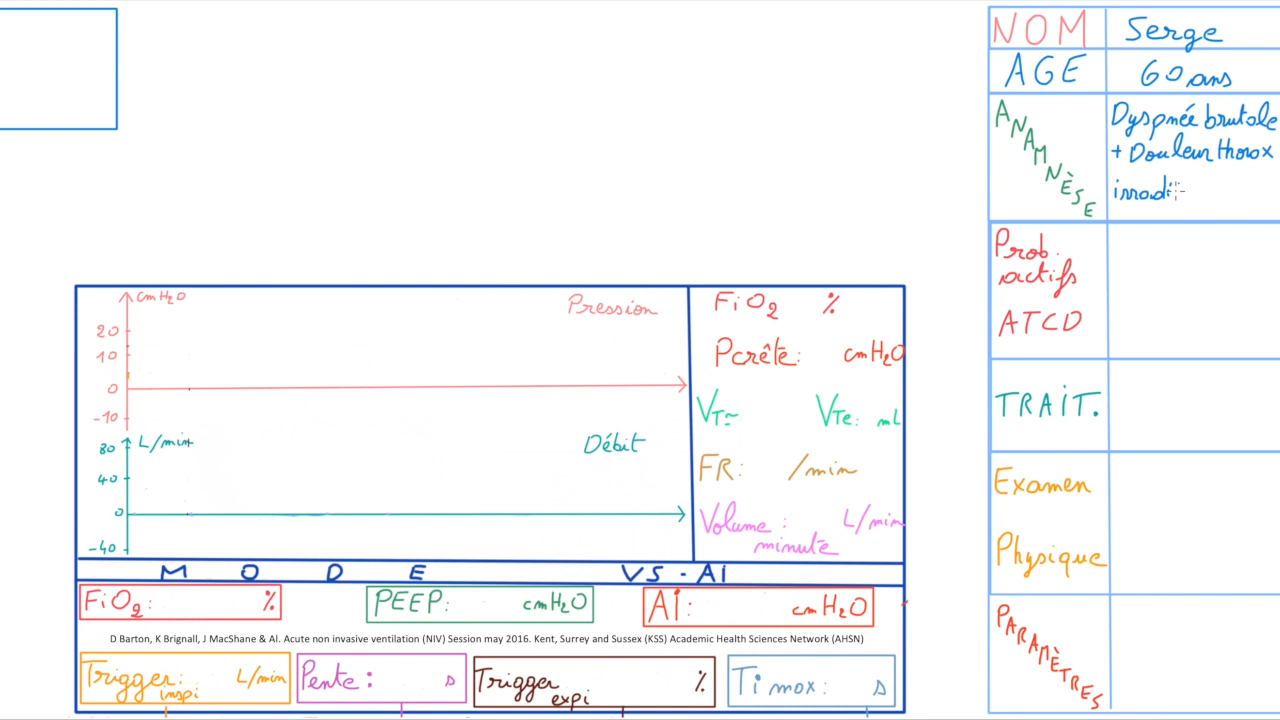 cmH2O
Pression
20
10
0
-10
L/min
Débit
80
40
0
-40
FiO2 %
Pcrête: cmH2O
VT~ VTe: mL
FR: /min
Volume minute: L/min
MODE VS-AI
FiO2: %
PEEP: cmH2O
AI: cmH2O
D Barton, K Brignall, J MacShane & Al. Acute non invasive ventilation (NIV) Session may 2016. Kent, Surrey and Sussex (KSS) Academic Health Sciences Network (AHSN)
Trigger inspi: L/min
Pente: s
Trigger expi %
Ti max: s
NOM Serge
AGE 60 ans
ANAMNÈSE
Dyspnée brutale
+ Douleur thorax
irradi
Prob.
actifs
ATCD
TRAIT.
Examen
Physique
PARAMÈTRES